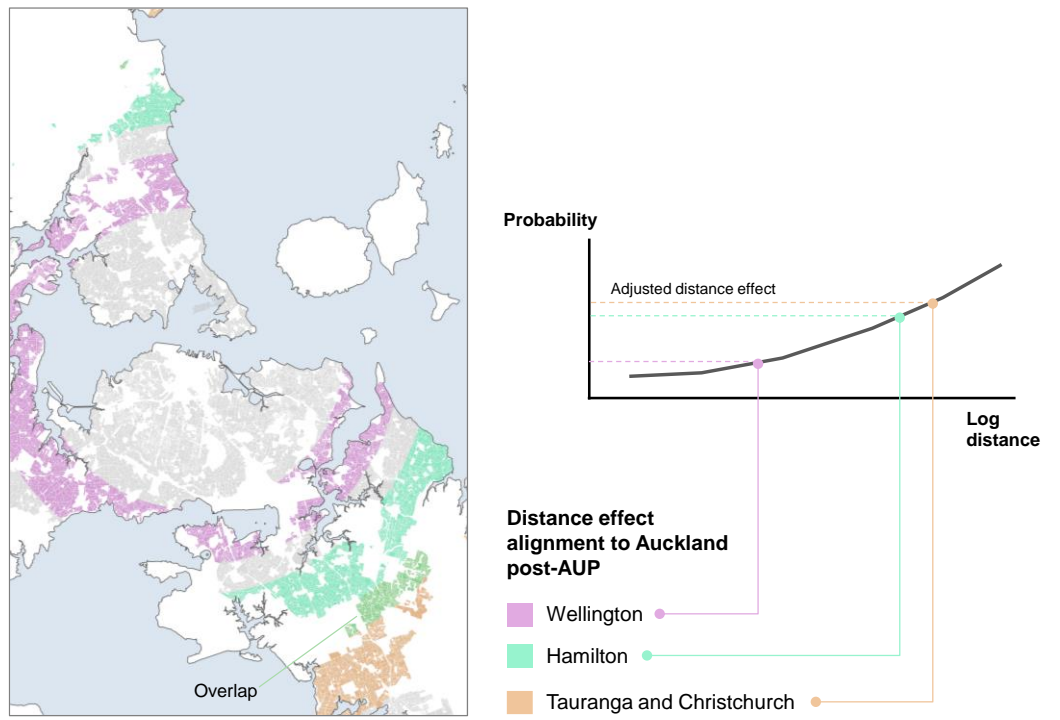 Overlap
Probability
Adjusted distance effect
Log
distance
Distance effect
alignment to Auckland
post-AUP
Wellington
Hamilton
Tauranga and Christchurch